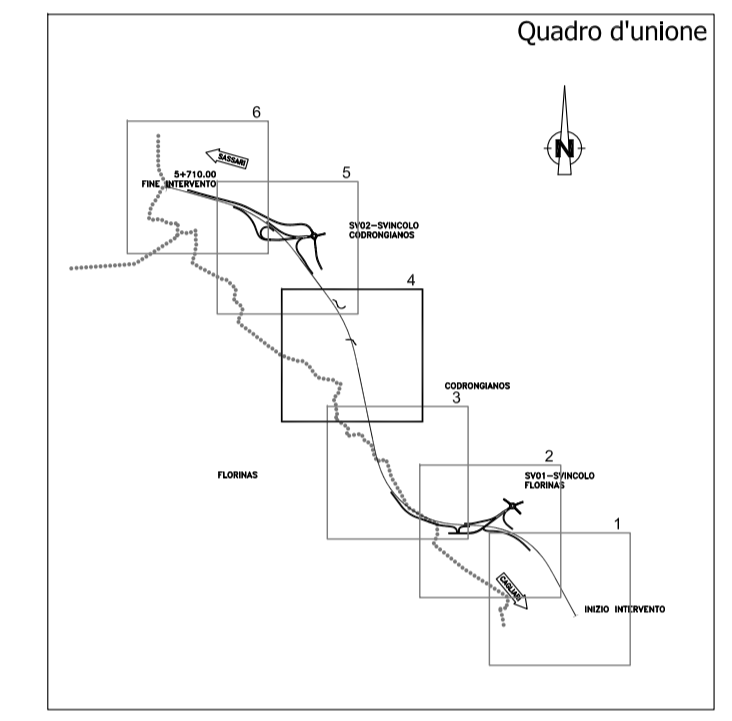 Quadro d'unione
N
6
SASSARI
5
5+710.00
FINE INTERVENTO
SV02-SVINCOLO
CODRONGIANOS
4
CODRONGIANOS
3
FLORINAS
2
SV01-SVINCOLO
FLORINAS
1
CAGLIARI
INIZIO INTERVENTO